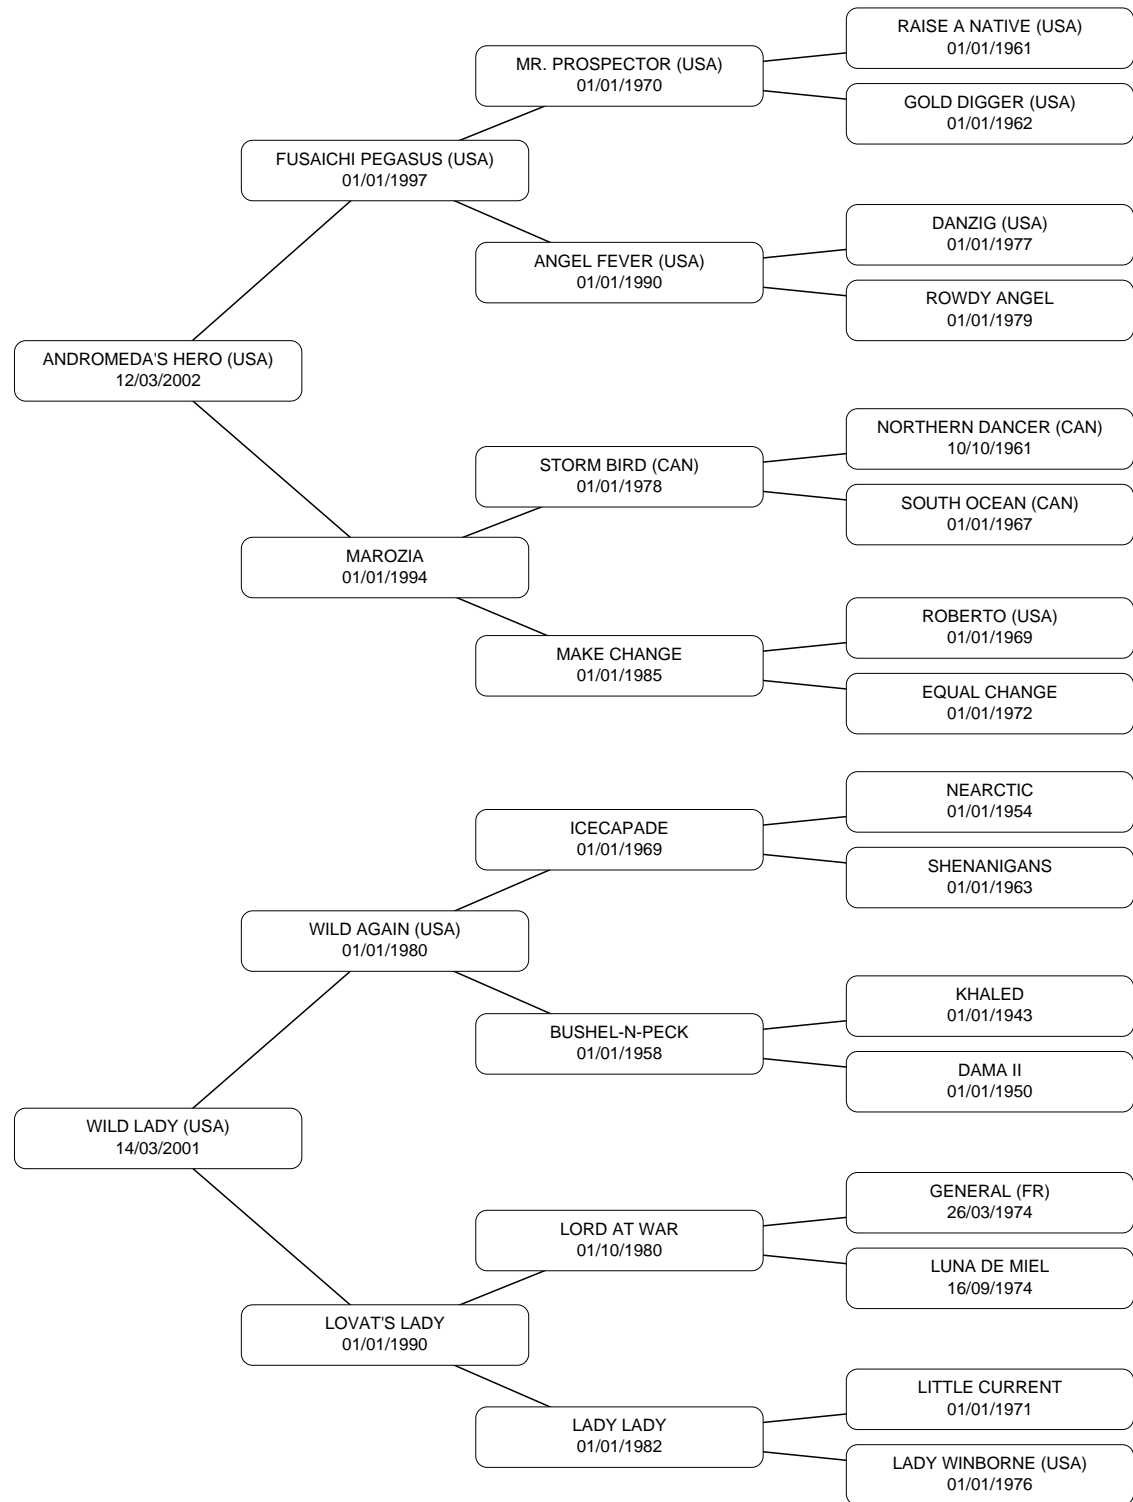 RAISE A NATIVE (USA)
01/01/1961
MR. PROSPECTOR (USA)
01/01/1970
GOLD DIGGER (USA)
01/01/1962
FUSAICHI PEGASUS (USA)
01/01/1997
DANZIG (USA)
01/01/1977
ANGEL FEVER (USA)
01/01/1990
ROWDY ANGEL
01/01/1979
ANDROMEDA'S HERO (USA)
12/03/2002
NORTHERN DANCER (CAN)
10/10/1961
STORM BIRD (CAN)
01/01/1978
SOUTH OCEAN (CAN)
01/01/1967
MAROZIA
01/01/1994
ROBERTO (USA)
01/01/1969
MAKE CHANGE
01/01/1985
EQUAL CHANGE
01/01/1972
NEARCTIC
01/01/1954
ICECAPADE
01/01/1969
SHENANIGANS
01/01/1963
WILD AGAIN (USA)
01/01/1980
KHALED
01/01/1943
BUSHEL-N-PECK
01/01/1958
DAMA II
01/01/1950
WILD LADY (USA)
14/03/2001
GENERAL (FR)
26/03/1974
LORD AT WAR
01/10/1980
LUNA DE MIEL
16/09/1974
LOVAT'S LADY
01/01/1990
LITTLE CURRENT
01/01/1971
LADY LADY
01/01/1982
LADY WINBORNE (USA)
01/01/1976